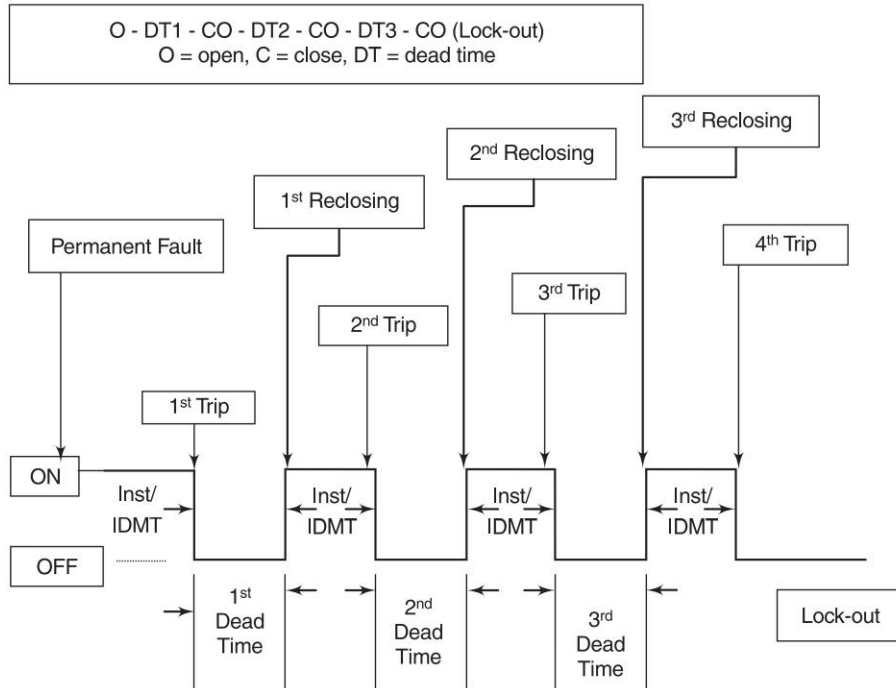 O - DT1 - CO - DT2 - CO - DT3 - CO (Lock-out)
O = open, C = close, DT = dead time
3rd Reclosing
2nd Reclosing
1st Reclosing
Permanent Fault
4th Trip
3rd Trip
2nd Trip
1st Trip
ON
Inst/
IDMT
Inst/
IDMT
Inst/
IDMT
Inst/
IDMT
OFF
1st
Dead
Time
2nd
Dead
Time
3rd
Dead
Time
Lock-out